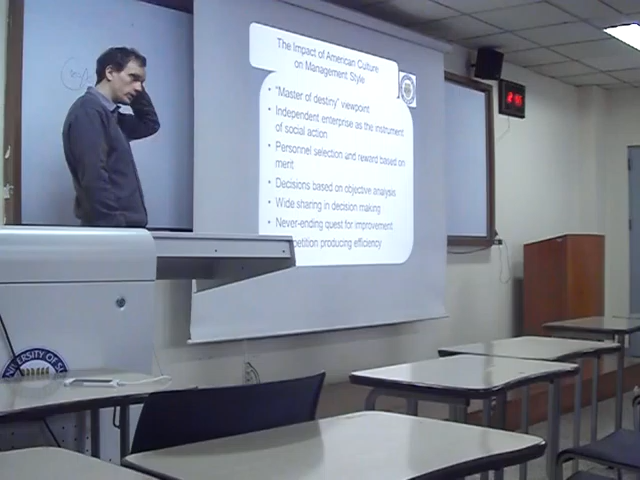 The Impact of American Culture
on Management Style
• "Master of destiny" viewpoint
• Independent enterprise as the instrument
of social action
• Personnel selection and reward based on
merit
• Decisions based on objective analysis
• Wide sharing in decision making
• Never-ending quest for improvement
petition producing efficiency
UNIVERSITY OF S